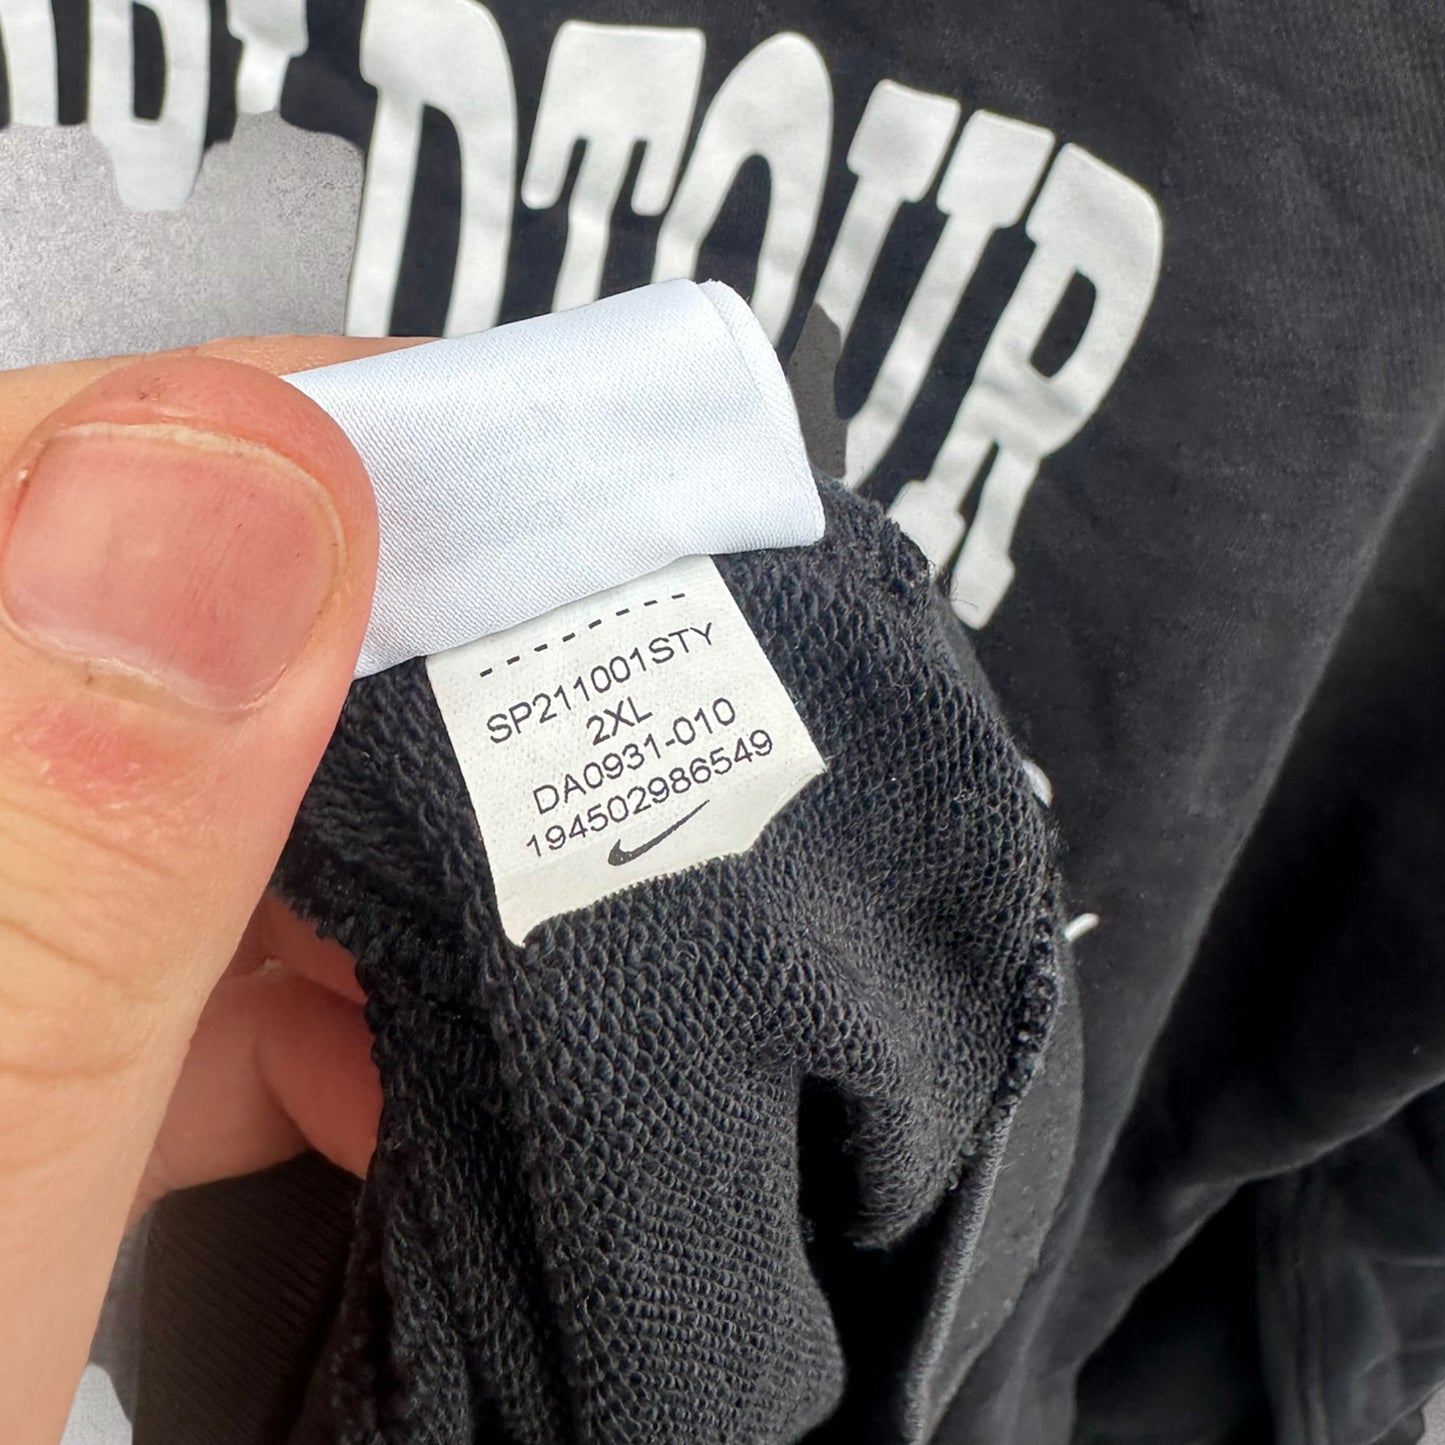 DTOUR
SP211001STY
2XL
DA0931-010
194502986549